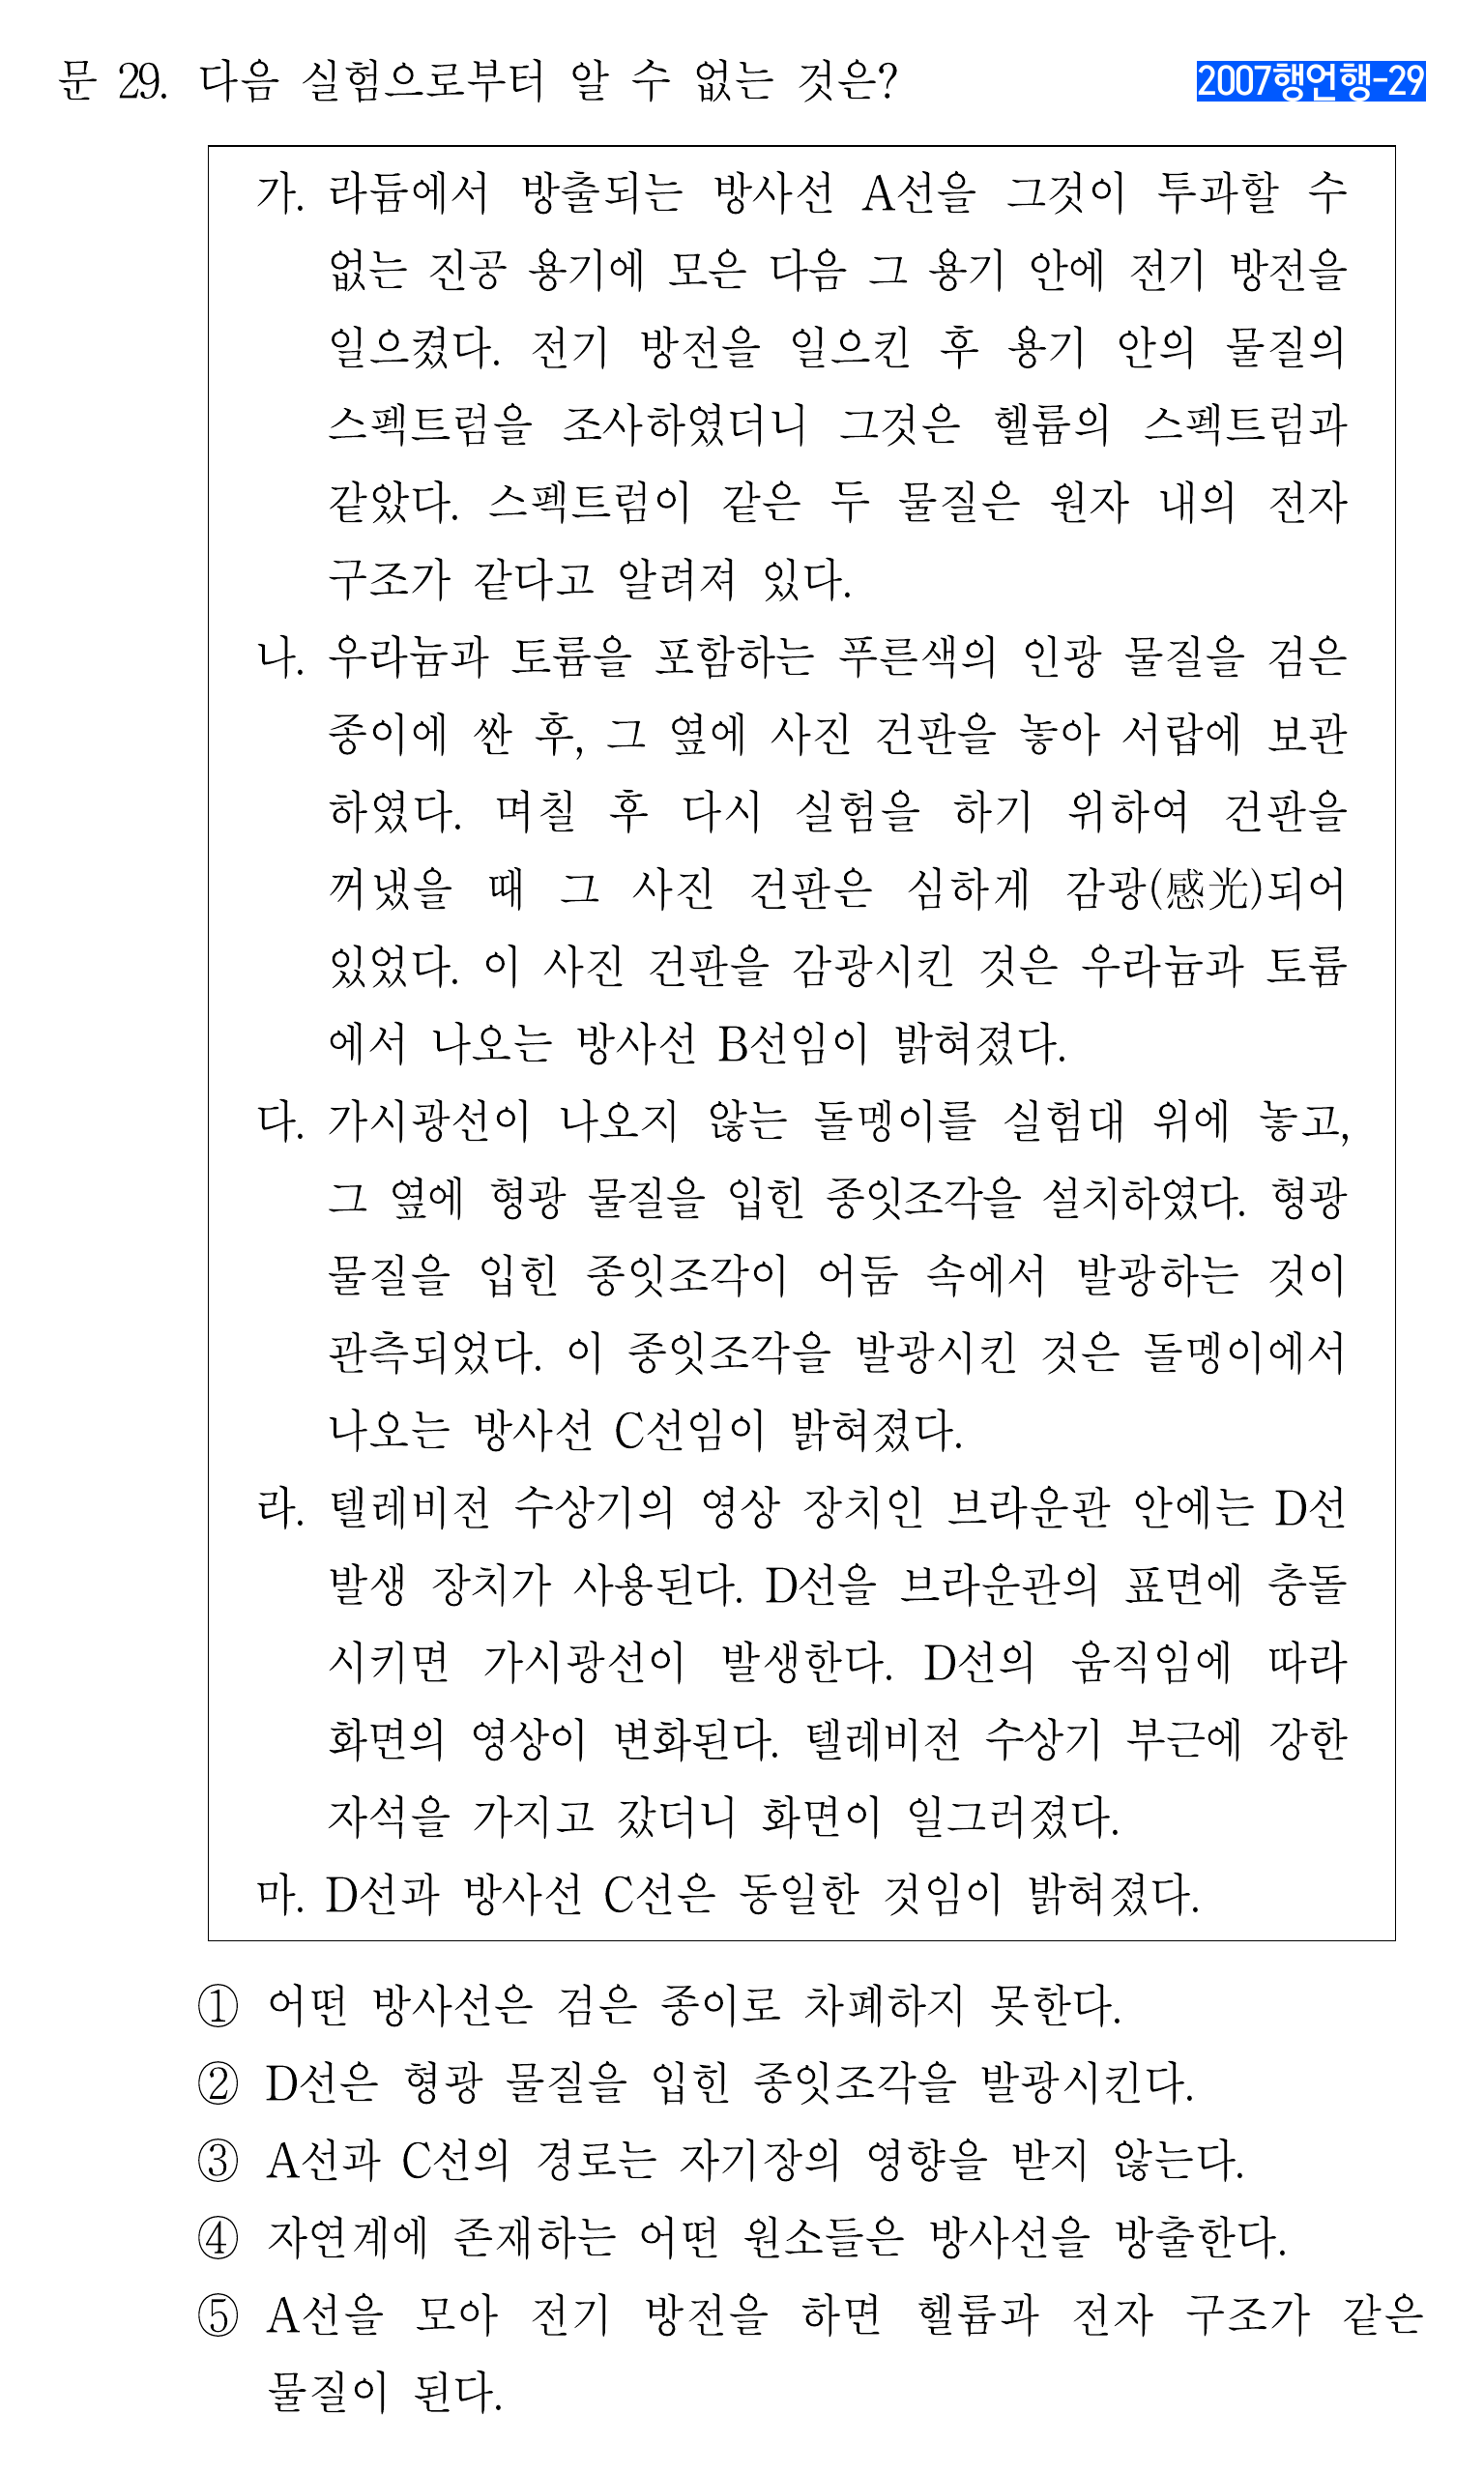 문 29. 다음 실험으로부터 알 수 없는 것은?
2007행언행-29
가. 라듐에서 방출되는 방사선 A선을 그것이 투과할 수
없는 진공 용기에 모은 다음 그 용기 안에 전기 방전을
일으켰다. 전기 방전을 일으킨 후 용기 안의 물질의
스펙트럼을 조사하였더니 그것은 헬륨의 스펙트럼과
같았다. 스펙트럼이 같은 두 물질은 원자 내의 전자
구조가 같다고 알려져 있다.
나. 우라늄과 토륨을 포함하는 푸른색의 인광 물질을 검은
종이에 싼 후, 그 옆에 사진 건판을 놓아 서랍에 보관
하였다. 며칠 후 다시 실험을 하기 위하여 건판을
꺼냈을 때 그 사진 건판은 심하게 감광(感光)되어
있었다. 이 사진 건판을 감광시킨 것은 우라늄과 토륨
에서 나오는 방사선 B선임이 밝혀졌다.
다. 가시광선이 나오지 않는 돌멩이를 실험대 위에 놓고,
그 옆에 형광 물질을 입힌 종잇조각을 설치하였다. 형광
물질을 입힌 종잇조각이 어둠 속에서 발광하는 것이
관측되었다. 이 종잇조각을 발광시킨 것은 돌멩이에서
나오는 방사선 C선임이 밝혀졌다.
라. 텔레비전 수상기의 영상 장치인 브라운관 안에는 D선
발생 장치가 사용된다. D선을 브라운관의 표면에 충돌
시키면 가시광선이 발생한다. D선의 움직임에 따라
화면의 영상이 변화된다. 텔레비전 수상기 부근에 강한
자석을 가지고 갔더니 화면이 일그러졌다.
마. D선과 방사선 C선은 동일한 것임이 밝혀졌다.
① 어떤 방사선은 검은 종이로 차폐하지 못한다.
② D선은 형광 물질을 입힌 종잇조각을 발광시킨다.
③ A선과 C선의 경로는 자기장의 영향을 받지 않는다.
④ 자연계에 존재하는 어떤 원소들은 방사선을 방출한다.
⑤ A선을 모아 전기 방전을 하면 헬륨과 전자 구조가 같은
물질이 된다.